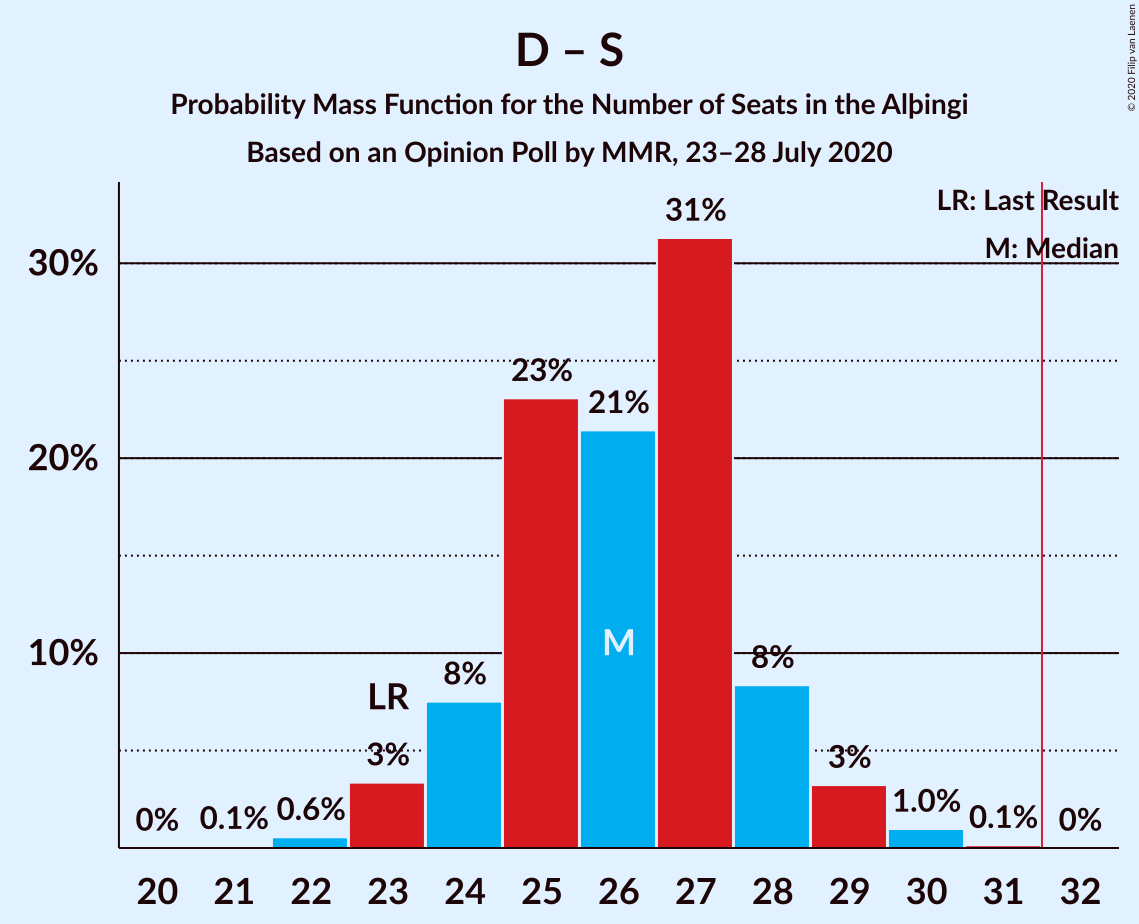 D – S
Probability Mass Function for the Number of Seats in the Alþingi
Based on an Opinion Poll by MMR, 23–28 July 2020
© 2020 Filip van Laenen
LR: Last Result
M: Median
30%
20%
10%
0%
0.1%
0.6%
3%
LR
8%
23%
21%
M
31%
8%
3%
1.0%
0.1%
0%
20 21 22 23 24 25 26 27 28 29 30 31 32